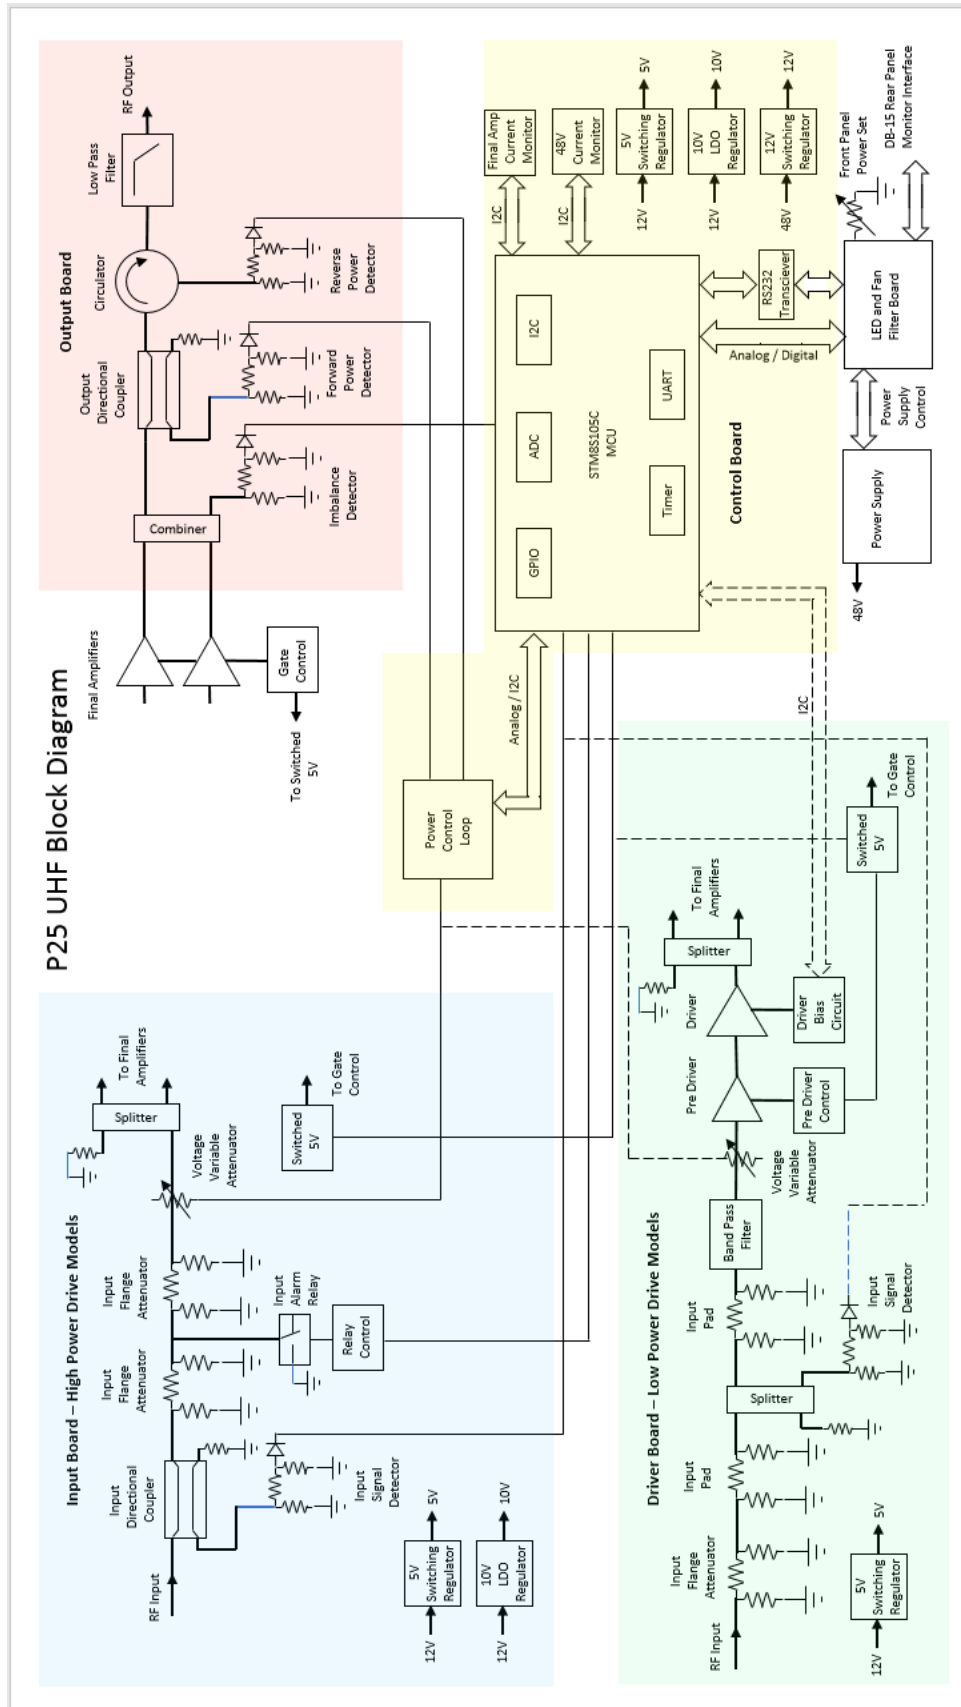 P25 UHF Block Diagram
Input Board – High Power Drive Models
RF Input
Input
Directional
Coupler
Input
Signal
Detector
Input
Flange
Attenuator
Input
Flange
Attenuator
Input
Alarm
Relay
Relay Control
Voltage
Variable
Attenuator
Splitter
To Final
Amplifiers
Switched
5V
To Gate
Control
12V
5V
Switching
Regulator
5V
12V
10V
LDO
Regulator
10V
Final Amplifiers
Gate
Control
To Switched
5V
Output Board
Combiner
Imbalance
Detector
Output
Directional
Coupler
Forward
Power
Detector
Circulator
Reverse
Power
Detector
Low Pass
Filter
RF Output
Power
Control
Loop
Analog / I2C
Control Board
STM8S105C
MCU
GPIO
ADC
I2C
Timer
UART
I2C
Final Amp
Current
Monitor
I2C
48V
Current
Monitor
12V
5V
Switching
Regulator
5V
12V
10V
LDO
Regulator
10V
48V
12V
Switching
Regulator
12V
RS232
Transciever
Analog / Digital
Front Panel
Power Set
DB-15 Rear Panel
Monitor Interface
LED and Fan
Filter Board
Power
Supply
Control
Power Supply
48V
I2C
Driver Board – Low Power Drive Models
RF Input
Input
Flange
Attenuator
Input
Pad
Splitter
Input
Signal
Detector
Input
Pad
Band Pass
Filter
Voltage
Variable
Attenuator
Pre Driver
Pre Driver
Control
Driver
Driver
Bias
Circuit
Splitter
To Final
Amplifiers
Switched
5V
To Gate
Control
12V
5V
Switching
Regulator
5V